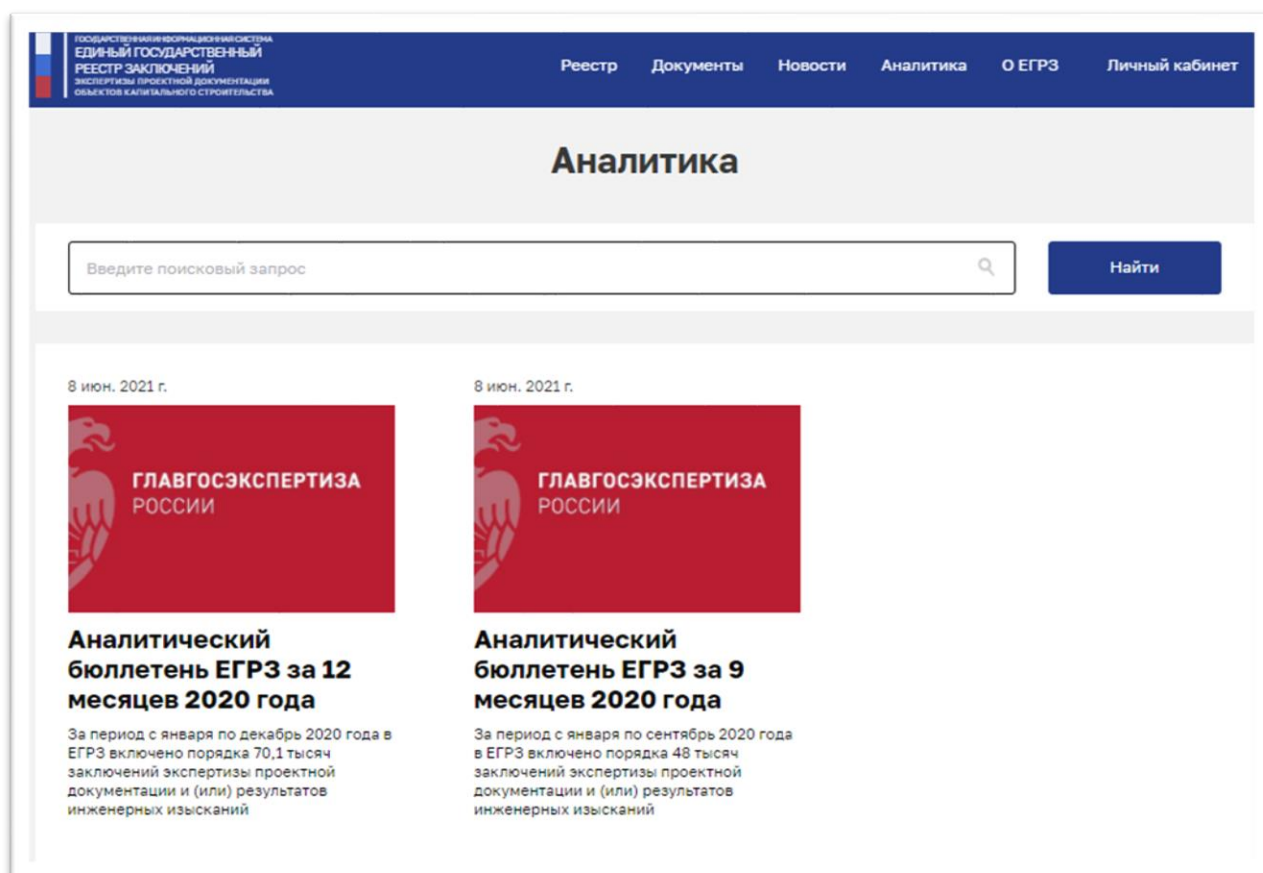 ГОСУДАРСТВЕННАЯ ИНФОРМАЦИОННАЯ СИСТЕМА
ЕДИНЫЙ ГОСУДАРСТВЕННЫЙ
РЕЕСТР ЗАКЛЮЧЕНИЙ
ЭКСПЕРТИЗЫ ПРОЕКТНОЙ ДОКУМЕНТАЦИИ
ОБЪЕКТОВ КАПИТАЛЬНОГО СТРОИТЕЛЬСТВА
Реестр Документы Новости Аналитика О ЕГРЗ Личный кабинет
Аналитика
Введите поисковый запрос
Найти
8 июн. 2021 г.
ГЛАВГОСЭКСПЕРТИЗА
РОССИИ
Аналитический
бюллетень ЕГРЗ за 12
месяцев 2020 года
За период с января по декабрь 2020 года в
ЕГРЗ включено порядка 70,1 тысяч
заключений экспертизы проектной
документации и (или) результатов
инженерных изысканий
8 июн. 2021 г.
ГЛАВГОСЭКСПЕРТИЗА
РОССИИ
Аналитический
бюллетень ЕГРЗ за 9
месяцев 2020 года
За период с января по сентябрь 2020 года
в ЕГРЗ включено порядка 48 тысяч
заключений экспертизы проектной
документации и (или) результатов
инженерных изысканий